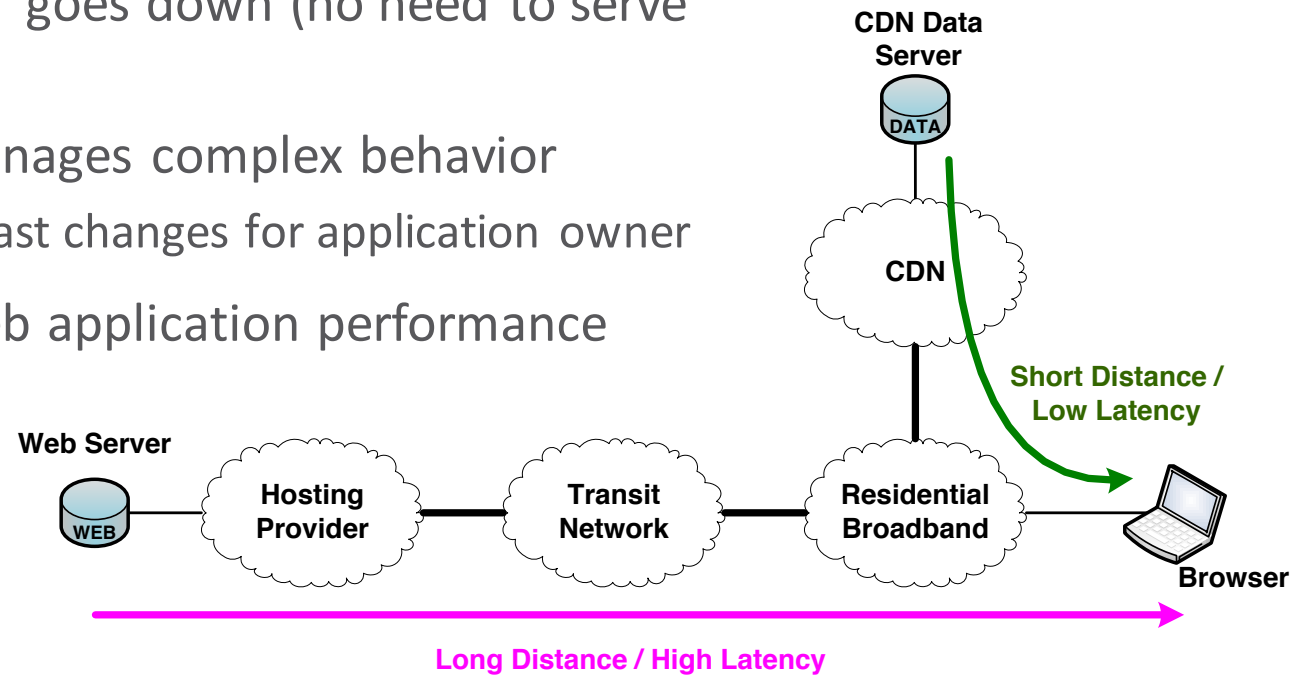 goes down (no need to serve
nages complex behavior
ast changes for application owner
b application performance
CDN Data
Server
DATA
CDN
Short Distance /
Low Latency
Web Server
WEB
Hosting
Provider
Transit
Network
Residential
Broadband
Browser
Long Distance / High Latency